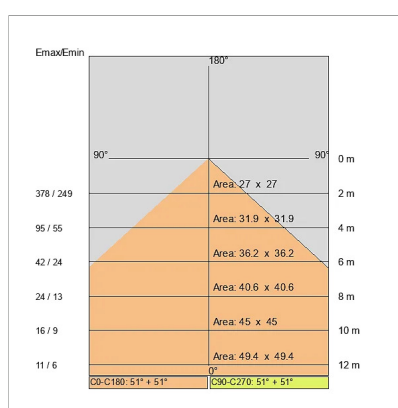 Emax/Emin
180°
90° 90° 0 m
Area: 27 x 27
378 / 249 2 m
Area: 31.9 x 31.9
95 / 55 4 m
Area: 36.2 x 36.2
42 / 24 6 m
Area: 40.6 x 40.6
24 / 13 8 m
Area: 45 x 45
16 / 9 10 m
Area: 49.4 x 49.4
11 / 6 12 m
0°
C0-C180: 51° + 51° C90-C270: 51° + 51°